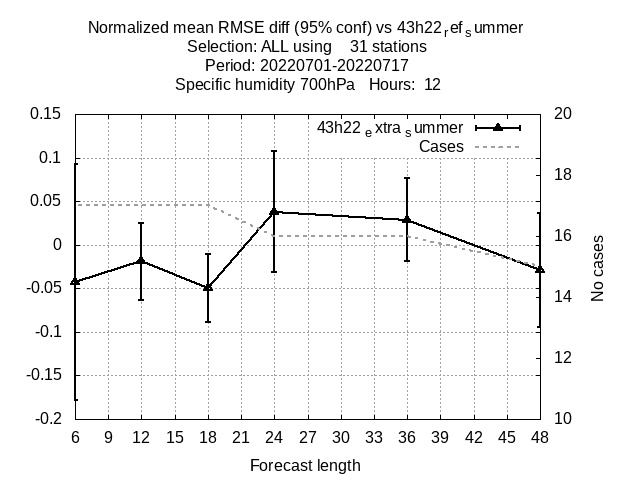 Normalized mean RMSE diff (95% conf) vs 43h22refsummer
Selection: ALL using 31 stations
Period: 20220701-20220717
Specific humidity 700hPa Hours: 12
0.15
0.1
0.05
0
-0.05
-0.1
-0.15
-0.2
20
18
16
14
12
10
43h22extrasummer
Cases
No cases
6 9 12 15 18 21 24 27 30 33 36 39 42 45 48
Forecast length